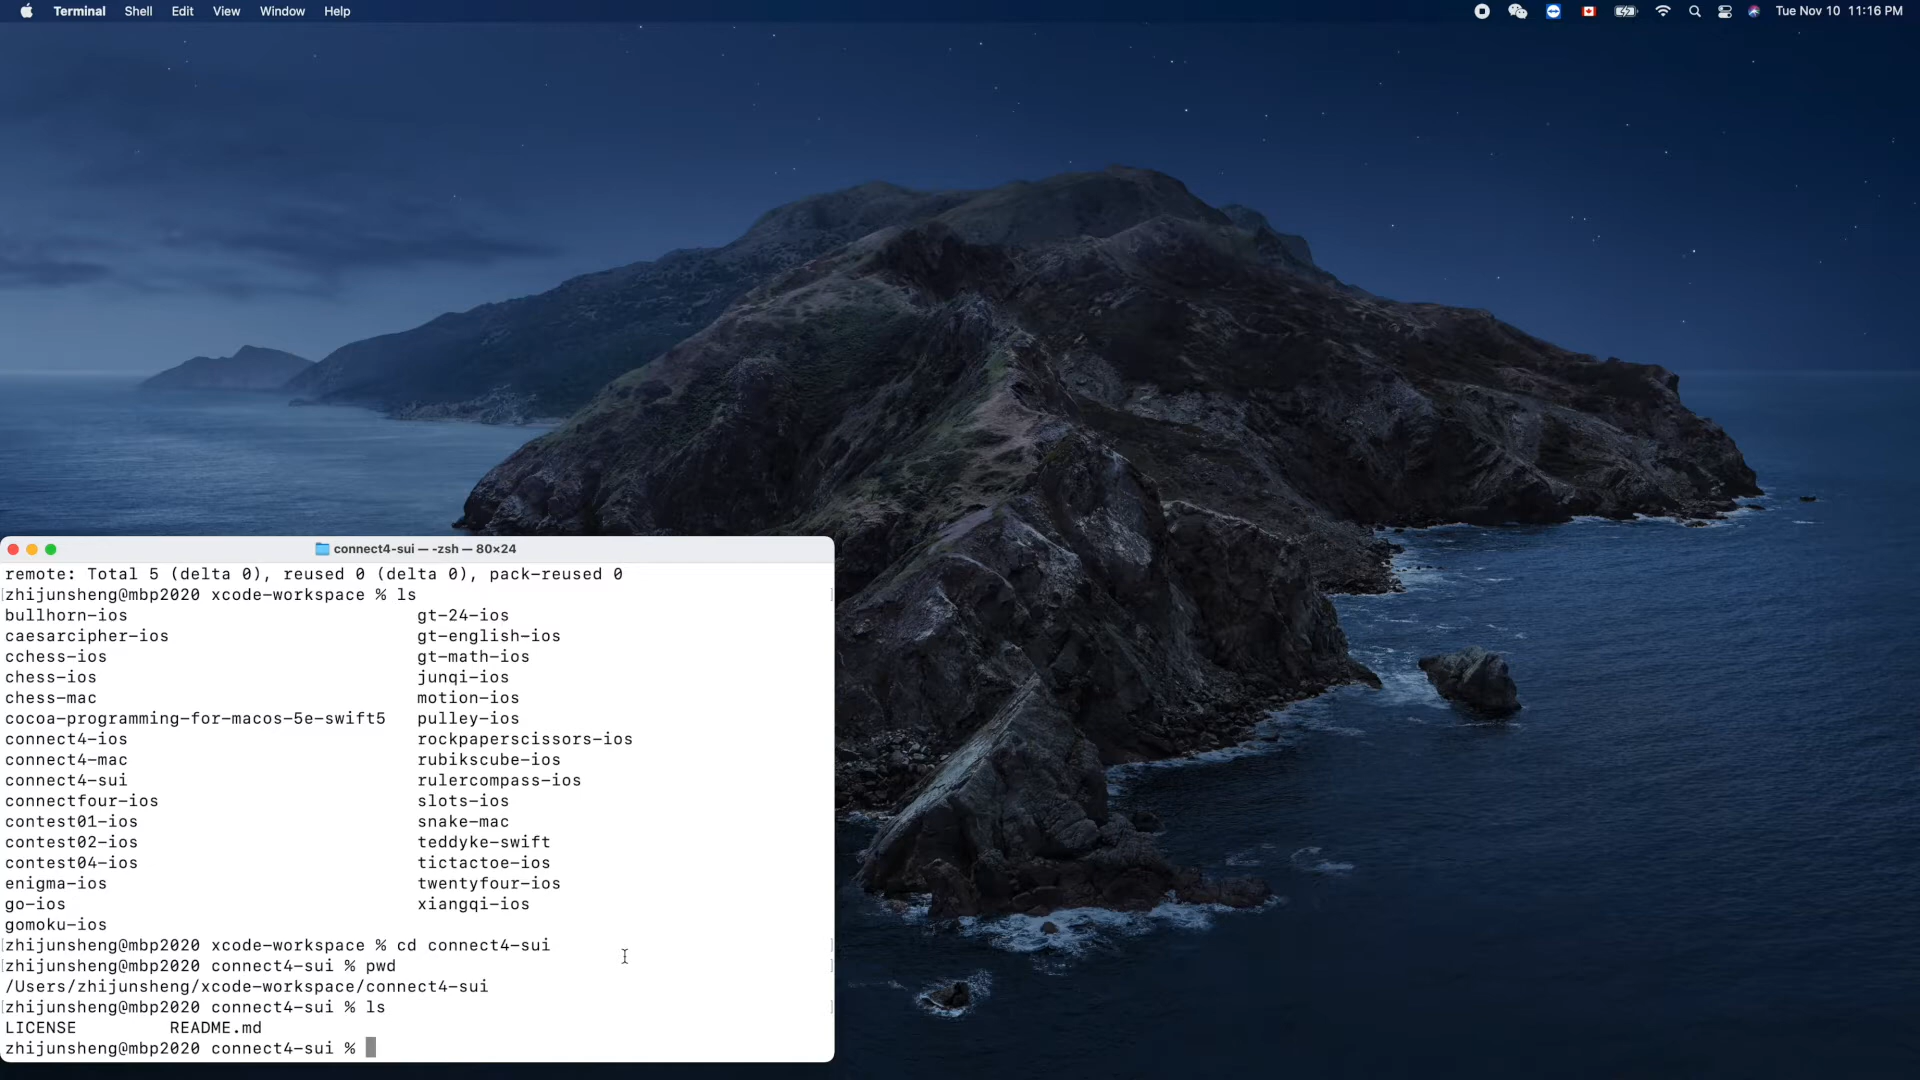 Terminal Shell Edit View Window Help Tue Nov 10 11:16 PM
connect4-sui — -zsh — 80×24
remote: Total 5 (delta 0), reused 0 (delta 0), pack-reused 0
[zhijunsheng@mbp2020 xcode-workspace % ls ]
bullhorn-ios gt-24-ios
caesarcipher-ios gt-english-ios
cchess-ios gt-math-ios
chess-ios junqi-ios
chess-mac motion-ios
cocoa-programming-for-macos-5e-swift5 pulley-ios
connect4-ios rockpaperscissors-ios
connect4-mac rubikscube-ios
connect4-sui rulercompass-ios
connectfour-ios slots-ios
contest01-ios snake-mac
contest02-ios teddyke-swift
contest04-ios tictactoe-ios
enigma-ios twentyfour-ios
go-ios xiangqi-ios
gomoku-ios
[zhijunsheng@mbp2020 xcode-workspace % cd connect4-sui ]
[zhijunsheng@mbp2020 connect4-sui % pwd ]
/Users/zhijunsheng/xcode-workspace/connect4-sui
[zhijunsheng@mbp2020 connect4-sui % ls ]
LICENSE README.md
zhijunsheng@mbp2020 connect4-sui %